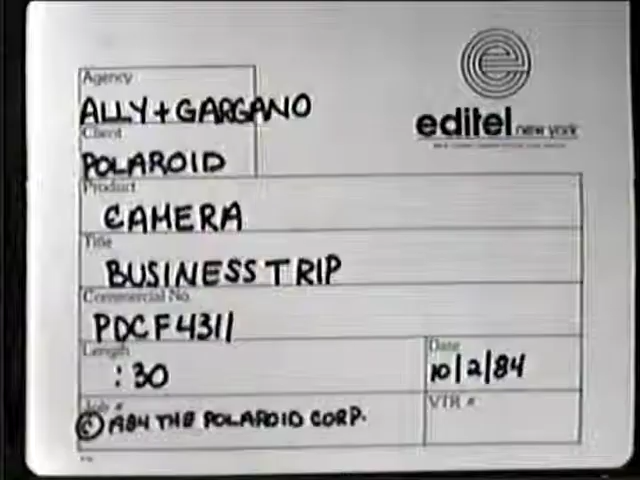 Agency
ALLY+GARGANO
editel new york
Client
POLAROID
Product
CAMERA
Title
BUSINESS TRIP
Commercial No.
PDCF4311
Length
:30
Date
10/2/84
Job #
© 1984 THE POLAROID CORP.
VTR #